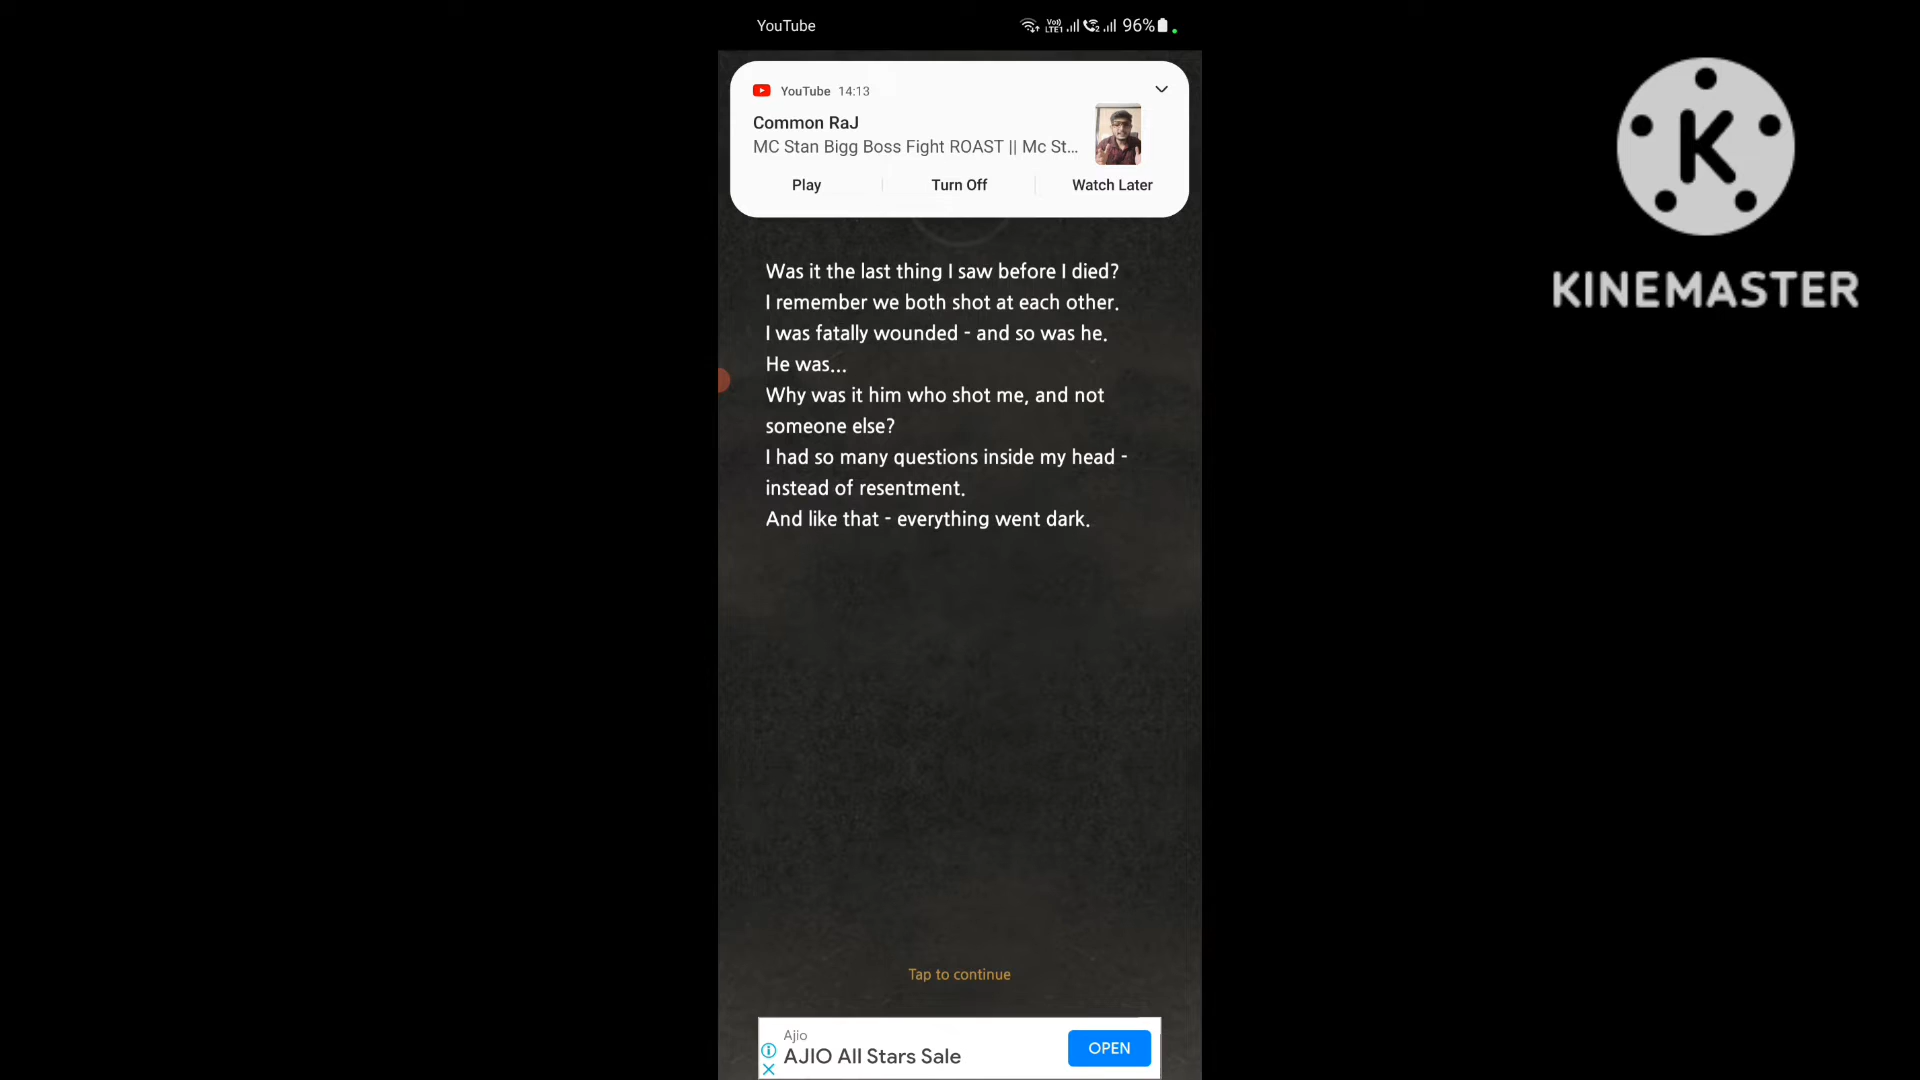 YouTube
Vo))
LTE1
2
96%
YouTube 14:13
Common RaJ
MC Stan Bigg Boss Fight ROAST || Mc St...
Play
Turn Off
Watch Later
Was it the last thing I saw before I died?
I remember we both shot at each other.
I was fatally wounded - and so was he.
He was...
Why was it him who shot me, and not
someone else?
I had so many questions inside my head -
instead of resentment.
And like that - everything went dark.
Tap to continue
Ajio
AJIO All Stars Sale
OPEN
K
KINEMASTER